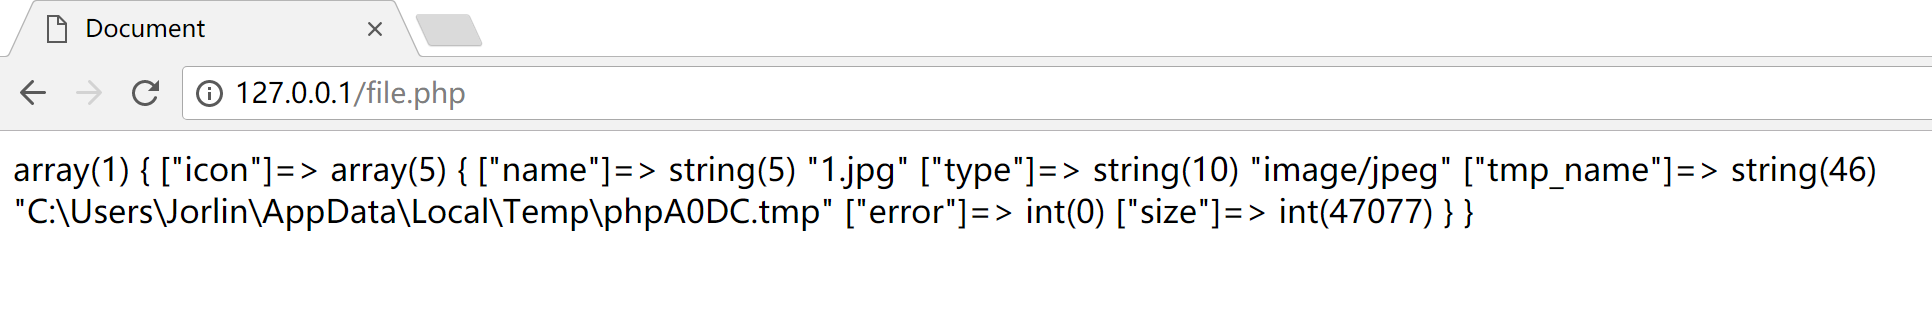 Document
127.0.0.1/file.php
array(1) { ["icon"]=> array(5) { ["name"]=> string(5) "1.jpg" ["type"]=> string(10) "image/jpeg" ["tmp_name"]=> string(46)
"C:\Users\Jorlin\AppData\Local\Temp\phpA0DC.tmp" ["error"]=> int(0) ["size"]=> int(47077) } }